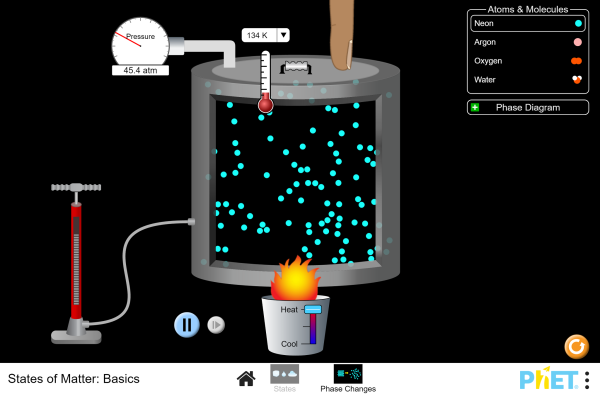 Pressure
45.4 atm
134 K
Atoms & Molecules
Neon
Argon
Oxygen
Water
Phase Diagram
Heat
Cool
States of Matter: Basics
States
Phase Changes
PhET